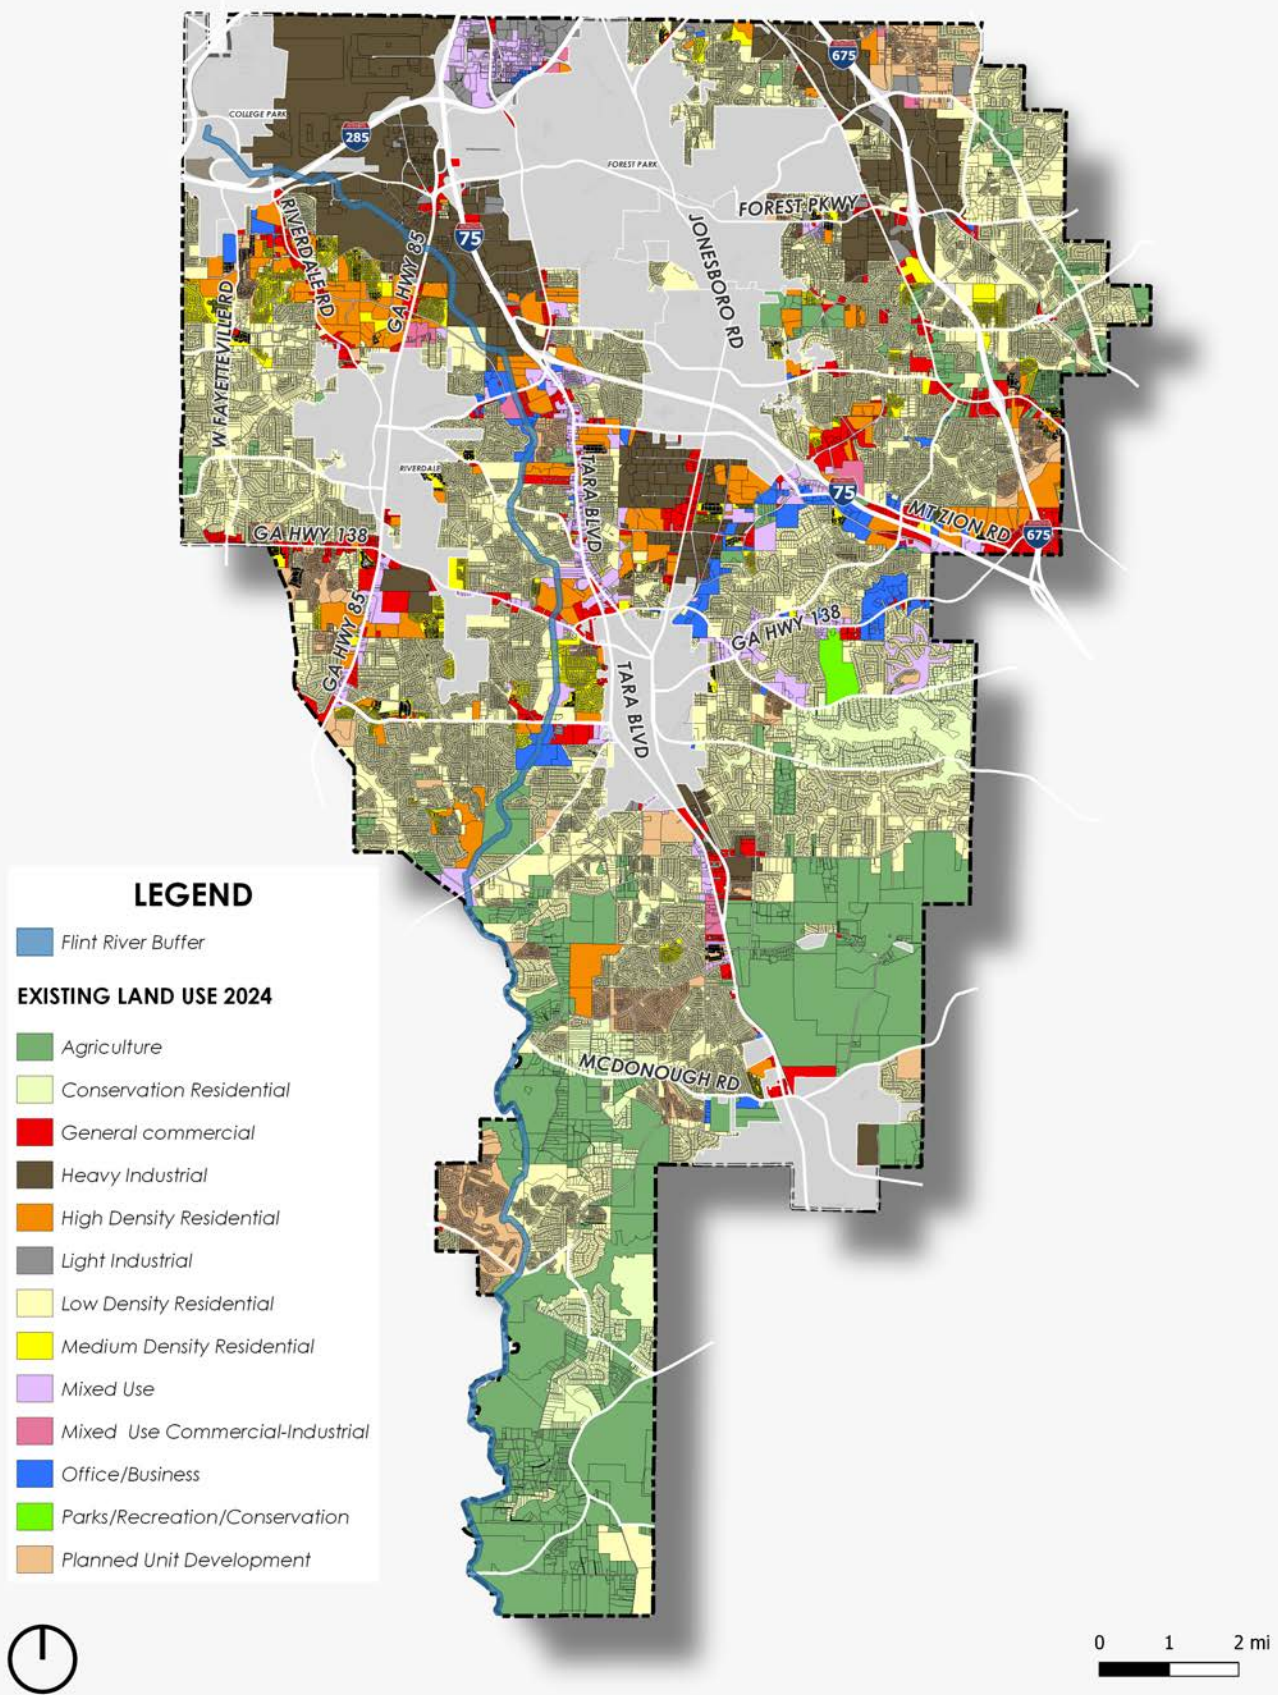 675
COLLEGE PARK
285
FOREST PARK
RIVERDALE RD
JONESBORO RD
FOREST PKWY
GA HWY 85
75
W FAYETTEVILLE RD
RIVERDALE
TARA BLVD
75
MT ZION RD
675
GA HWY 138
GA HWY 85
GA HWY 138
TARA BLVD
MCDONOUGH RD
LEGEND
Flint River Buffer
EXISTING LAND USE 2024
Agriculture
Conservation Residential
General commercial
Heavy Industrial
High Density Residential
Light Industrial
Low Density Residential
Medium Density Residential
Mixed Use
Mixed Use Commercial-Industrial
Office/Business
Parks/Recreation/Conservation
Planned Unit Development
0 1 2 mi